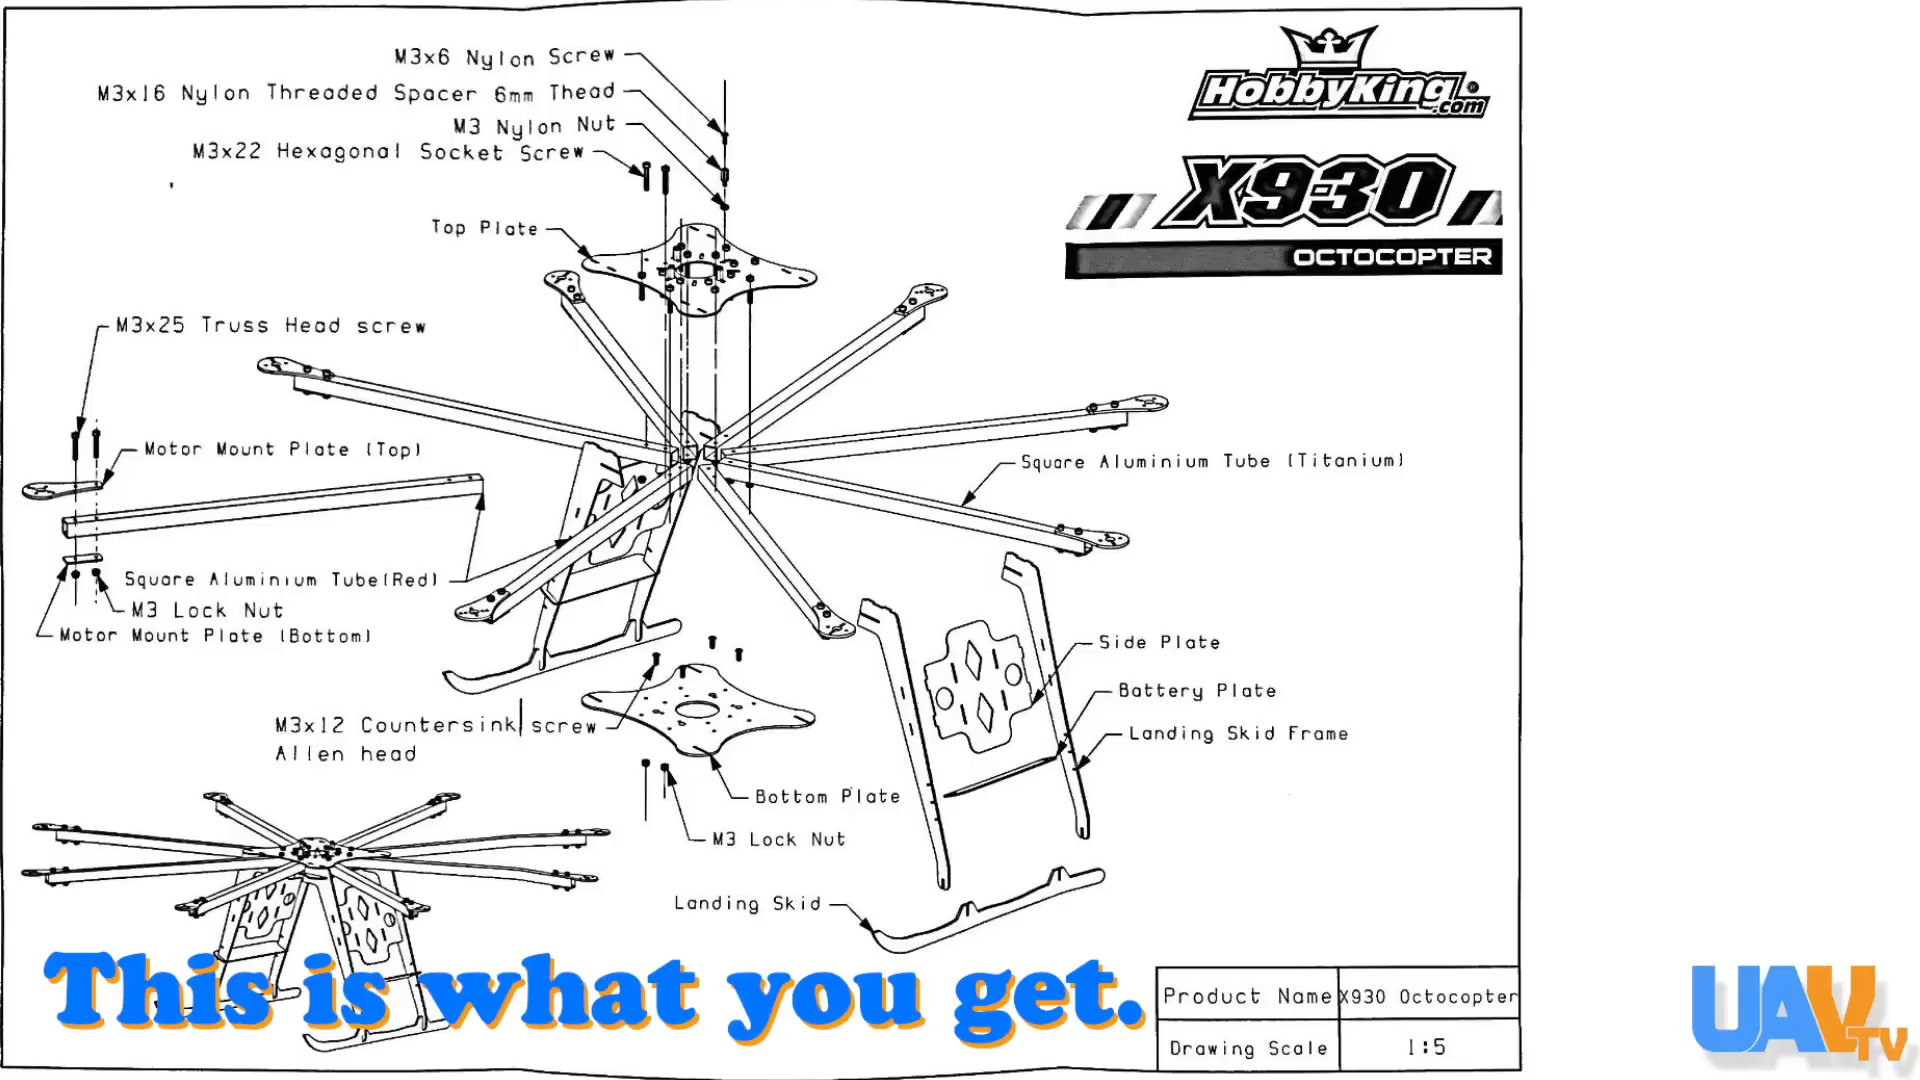 M3x6 Nylon Screw
M3x16 Nylon Threaded Spacer 6mm Thead
M3 Nylon Nut
M3x22 Hexagonal Socket Screw
HobbyKing®
.com
X930
OCTOCOPTER
Top Plate
M3x25 Truss Head screw
Motor Mount Plate (Top)
Square Aluminium Tube (Titanium)
Square Aluminium Tube(Red)
M3 Lock Nut
Motor Mount Plate (Bottom)
Side Plate
Battery Plate
Landing Skid Frame
M3x12 Countersink screw
Allen head
Bottom Plate
M3 Lock Nut
Landing Skid
This is what you get.
Product Name X930 Octocopter
Drawing Scale 1:5
UAV TV